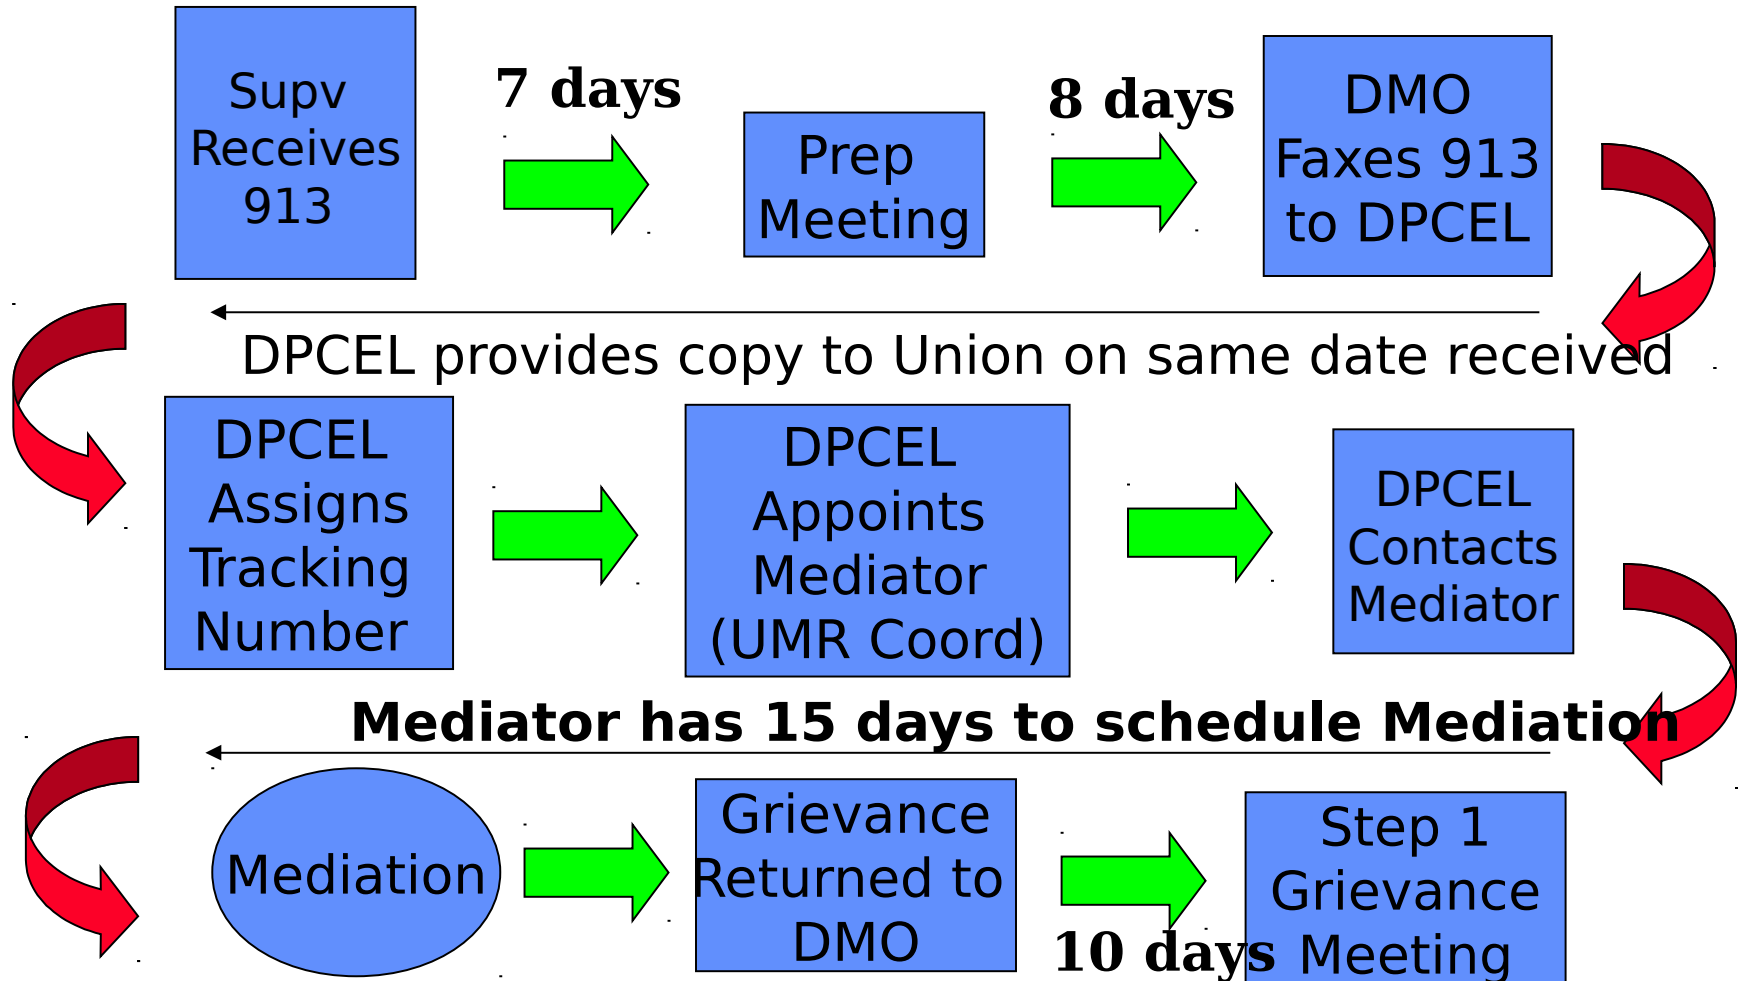 Supv
Receives
913
7 days
Prep
Meeting
8 days
DMO
Faxes 913
to DPCEL
DPCEL provides copy to Union on same date received
DPCEL
Assigns
Tracking
Number
DPCEL
Appoints
Mediator
(UMR Coord)
DPCEL
Contacts
Mediator
Mediator has 15 days to schedule Mediation
Mediation
Grievance
Returned to
DMO
10 days
Step 1
Grievance
Meeting